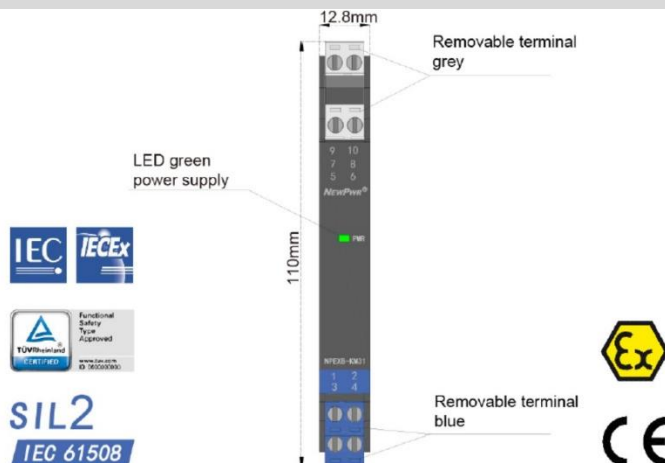 12.8mm
Removable terminal
grey
LED green
power supply
9 10
7 8
5 6
NEWPWR®
PWR
110mm
IEC
IECEx
TÜVRheinland
CERTIFIED
Functional
Safety
Type
Approved
www.tuv.com
NPEXB-KM31
1 2
3 4
Ex
SIL2
IEC 61508
Removable terminal
blue
CE